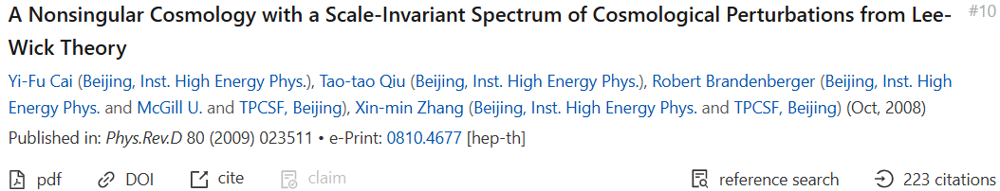 A Nonsingular Cosmology with a Scale-Invariant Spectrum of Cosmological Perturbations from Lee- #10
Wick Theory
Yi-Fu Cai (Beijing, Inst. High Energy Phys.), Tao-tao Qiu (Beijing, Inst. High Energy Phys.), Robert Brandenberger (Beijing, Inst. High
Energy Phys. and McGill U. and TPCSF, Beijing), Xin-min Zhang (Beijing, Inst. High Energy Phys. and TPCSF, Beijing) (Oct, 2008)
Published in: Phys.Rev.D 80 (2009) 023511 • e-Print: 0810.4677 [hep-th]
pdf DOI cite claim reference search 223 citations